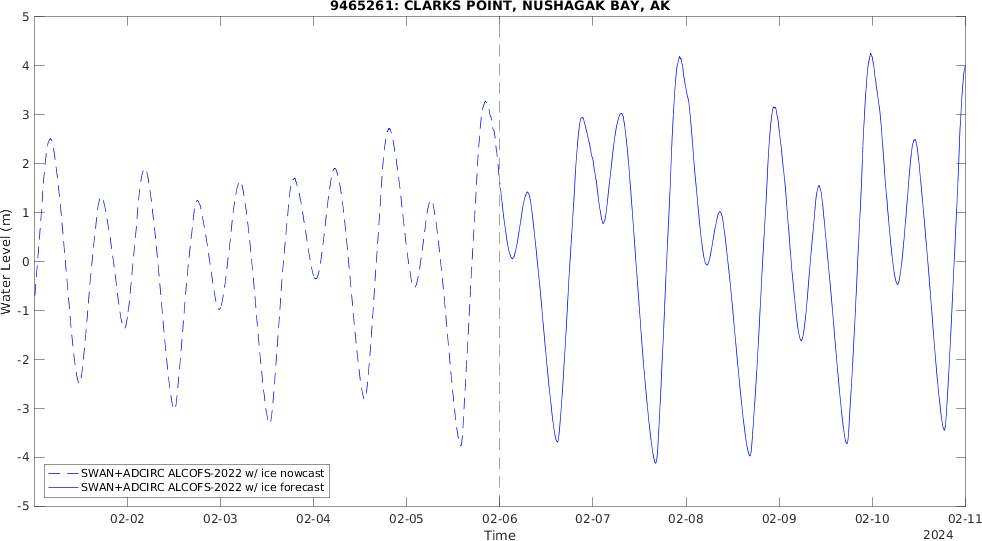 9465261: CLARKS POINT, NUSHAGAK BAY, AK
5
4
3
2
1
0
-1
-2
-3
-4
-5
Water Level (m)
SWAN+ADCIRC ALCOFS-2022 w/ ice nowcast
SWAN+ADCIRC ALCOFS-2022 w/ ice forecast
02-02 02-03 02-04 02-05 02-06 02-07 02-08 02-09 02-10 02-11
Time
2024